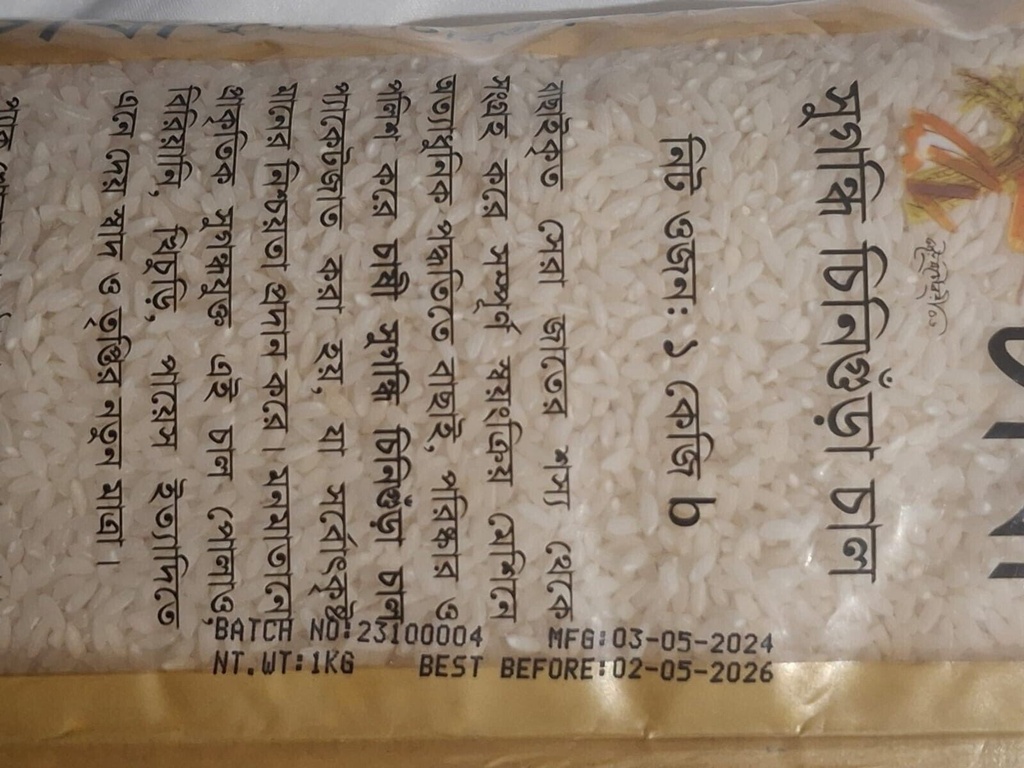 সুগন্ধি চিনিগুঁড়া চাল
নিট ওজন: ১ কেজি
বাছাইকৃত সেরা জাতের শস্য থেকে
সংগ্রহ করে সম্পূর্ণ স্বয়ংক্রিয় মেশিনে
অত্যাধুনিক পদ্ধতিতে বাছাই, পরিষ্কার ও
পলিশ করে চাষী সুগন্ধি চিনিগুঁড়া চাল
প্যাকেটজাত করা হয়, যা সর্বোৎকৃষ্ট
মানের নিশ্চয়তা প্রদান করে। মনমাতানো
প্রাকৃতিক সুগন্ধযুক্ত এই চাল পোলাও,
বিরিয়ানি, খিচুড়ি, পায়েস ইত্যাদিতে
এনে দেয় স্বাদ ও তৃপ্তির নতুন মাত্রা।
BATCH NO:23100004 MFG:03-05-2024
NT.WT:1KG BEST BEFORE:02-05-2026